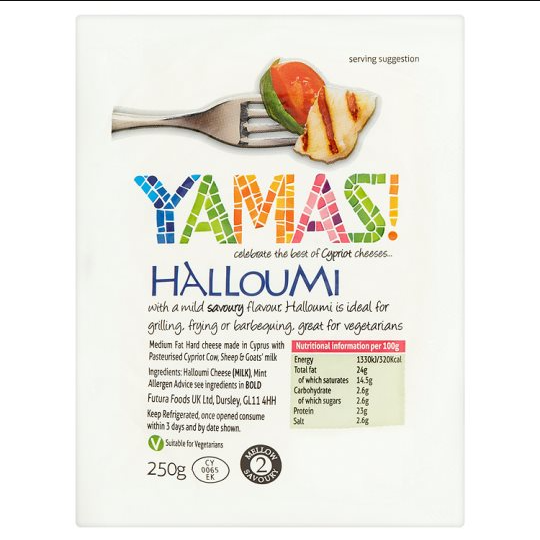 serving suggestion
YAMAS!
celebrate the best of Cypriot cheeses...
HALLOUMI
with a mild savoury flavour. Halloumi is ideal for
grilling, frying or barbequing, great for vegetarians
Medium Fat Hard cheese made in Cyprus with
Pasteurised Cypriot Cow, Sheep & Goats' milk
Ingredients: Halloumi Cheese (MILK), Mint
Allergen Advice see ingredients in BOLD
Futura Foods UK Ltd, Dursley, GL11 4HH
Keep Refrigerated, once opened consume
within 3 days and by date shown.
V Suitable for Vegetarians
250g
CY
0065
EK
MELLOW
2
SAVOURY
Nutritional Information per 100g
Energy 1330kJ/320Kcal
Total fat 24g
of which saturates 14.5g
Carbohydrate 2.6g
of which sugars 2.6g
Protein 23g
Salt 2.6g